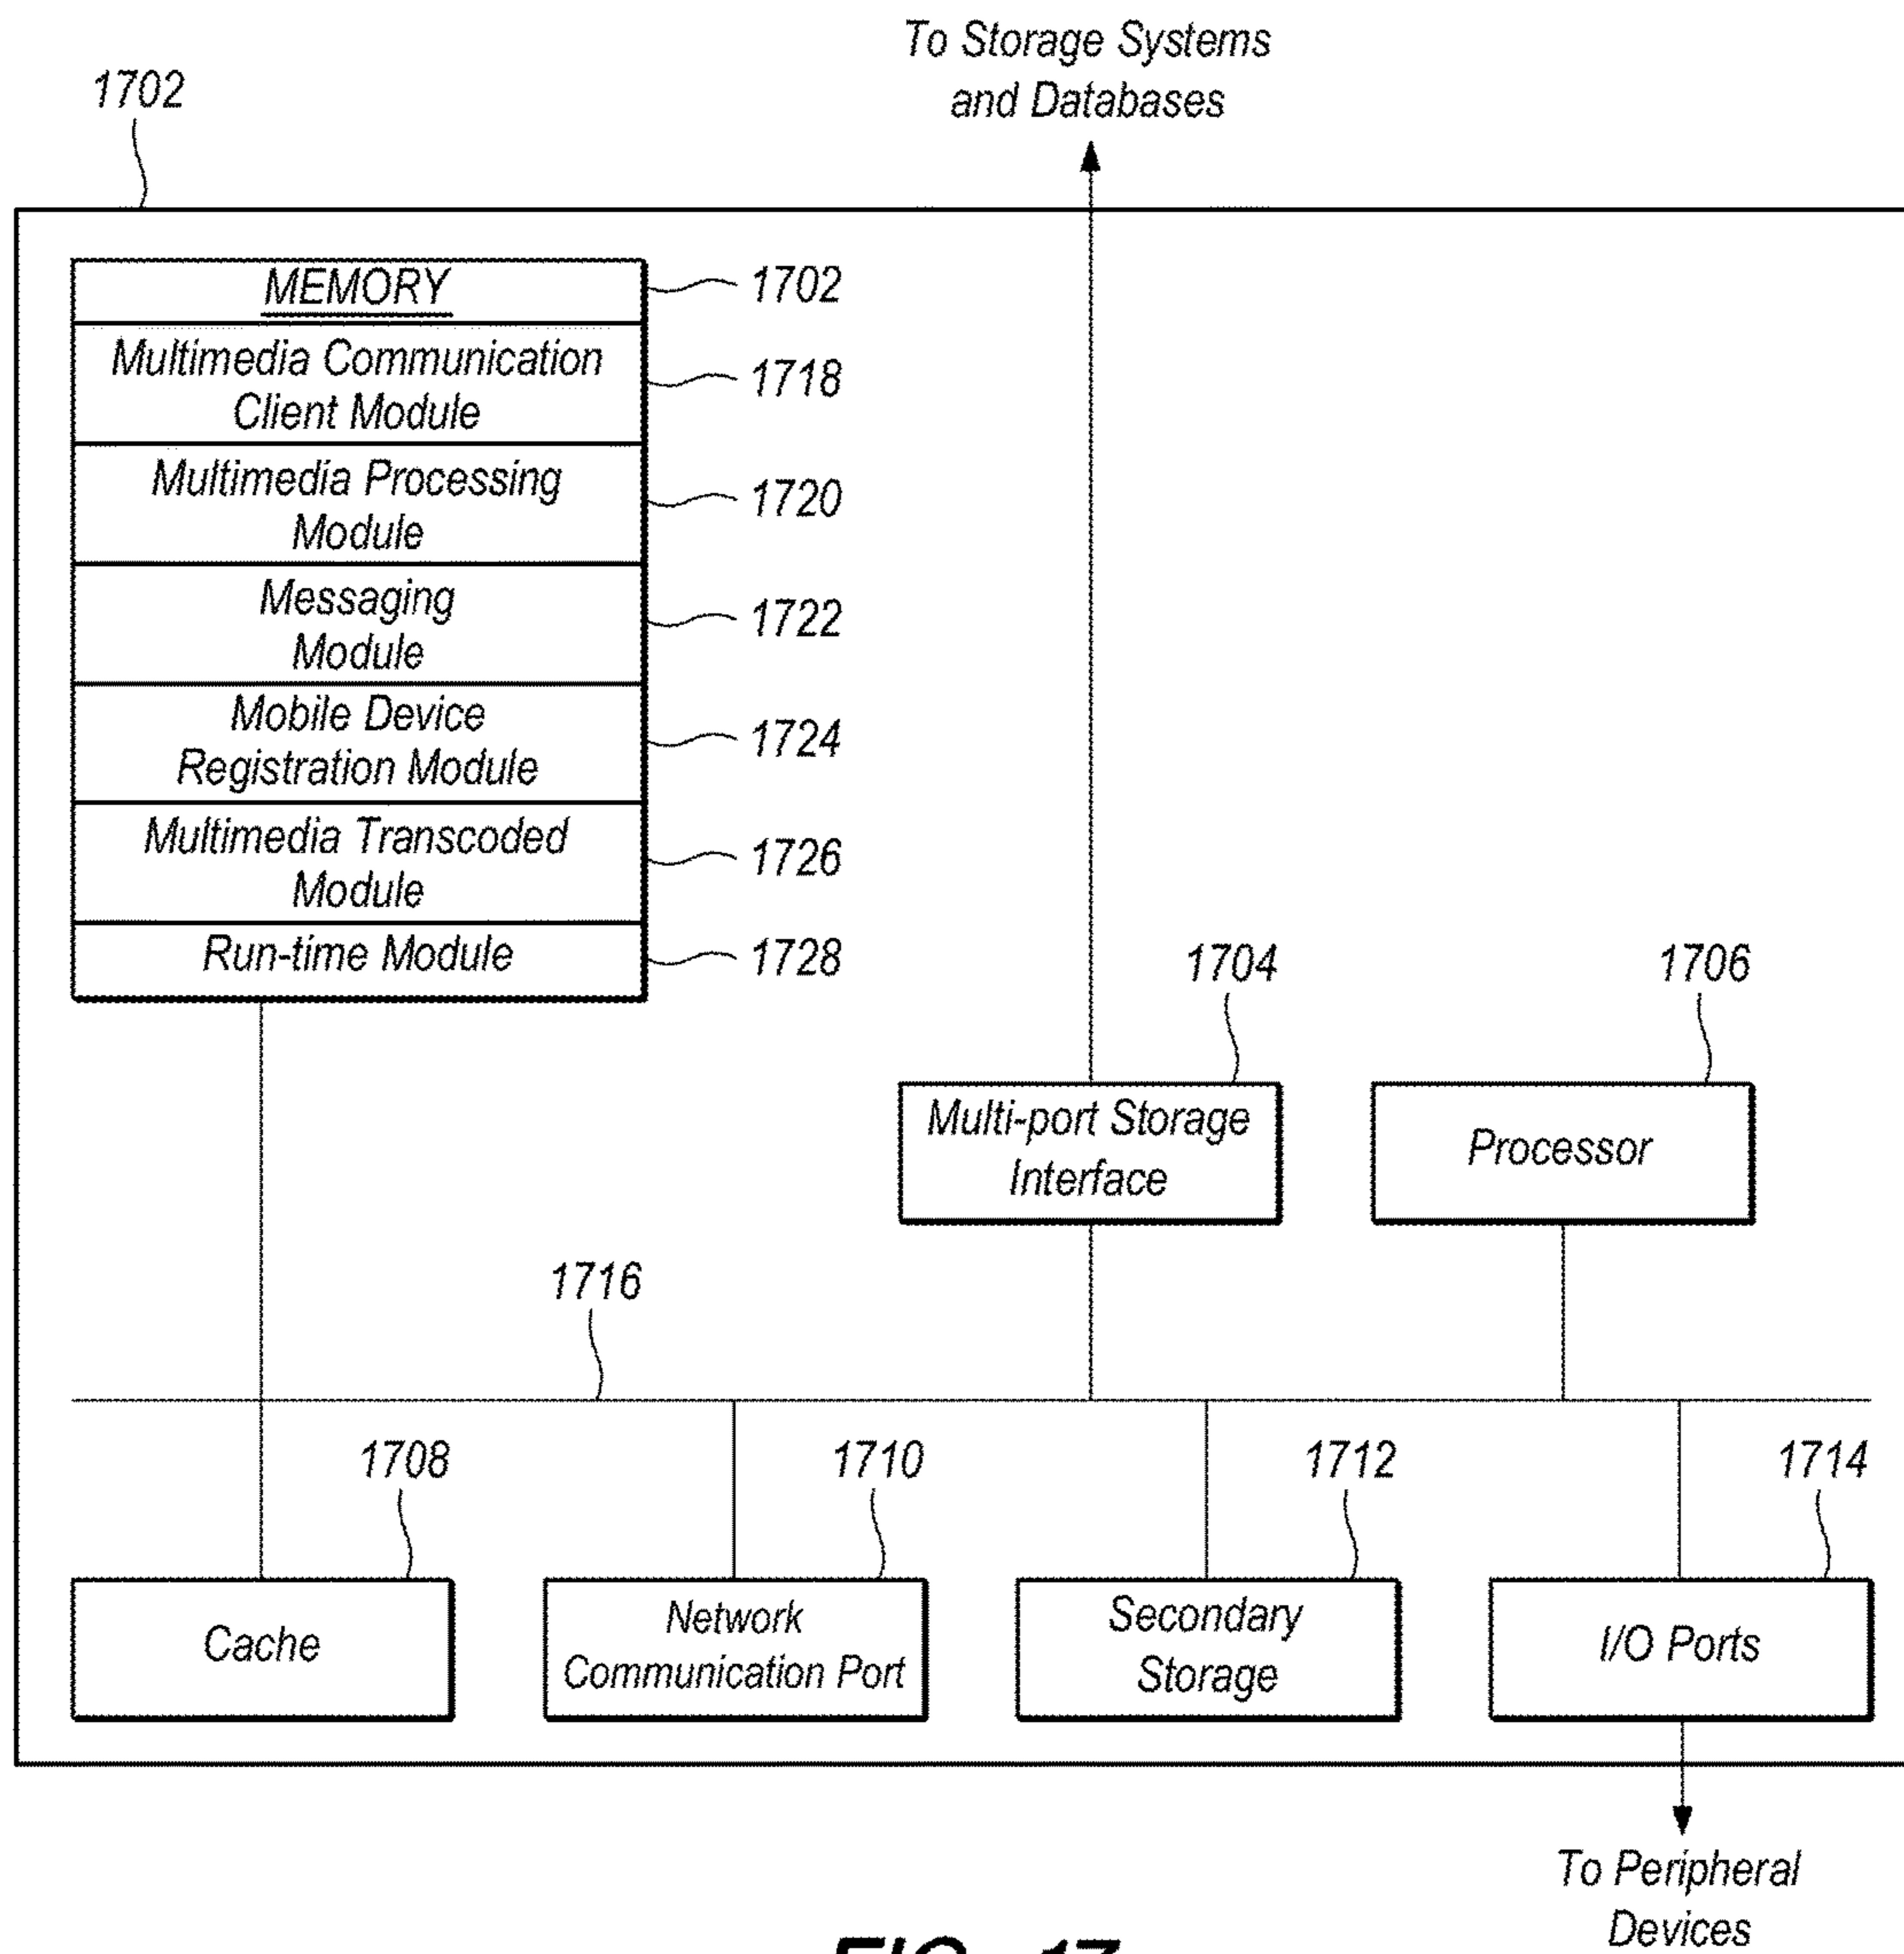 To Storage Systems
and Databases
1702
MEMORY
1702
Multimedia Communication
Client Module
1718
Multimedia Processing
Module
1720
Messaging
Module
1722
Mobile Device
Registration Module
1724
Multimedia Transcoded
Module
1726
Run-time Module
1728
1704
1706
Multi-port Storage
Interface
Processor
1716
1708
1710
1712
1714
Cache
Network
Communication Port
Secondary
Storage
I/O Ports
To Peripheral
Devices
FIG. 17